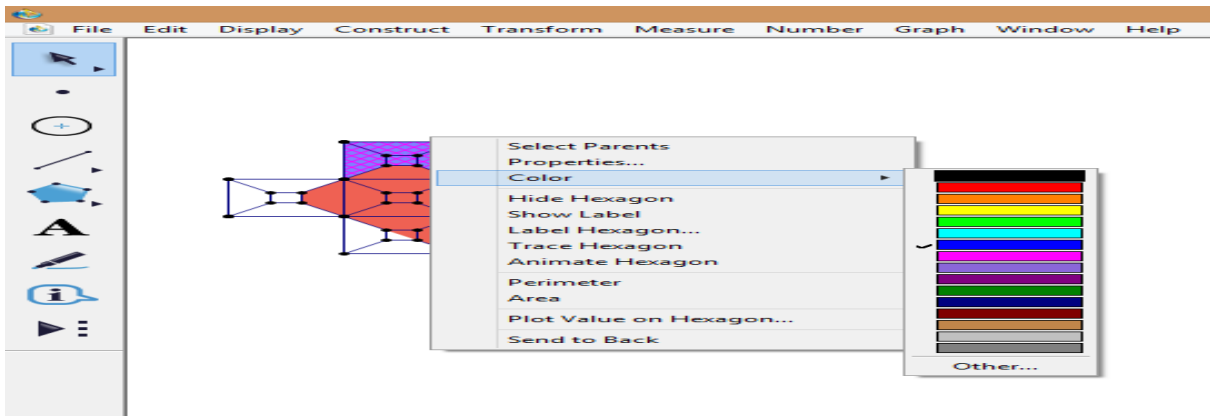 File Edit Display Construct Transform Measure Number Graph Window Help
Select Parents
Properties...
Color
Hide Hexagon
Show Label
Label Hexagon...
Trace Hexagon
Animate Hexagon
Perimeter
Area
Plot Value on Hexagon...
Send to Back
Other...
A
i